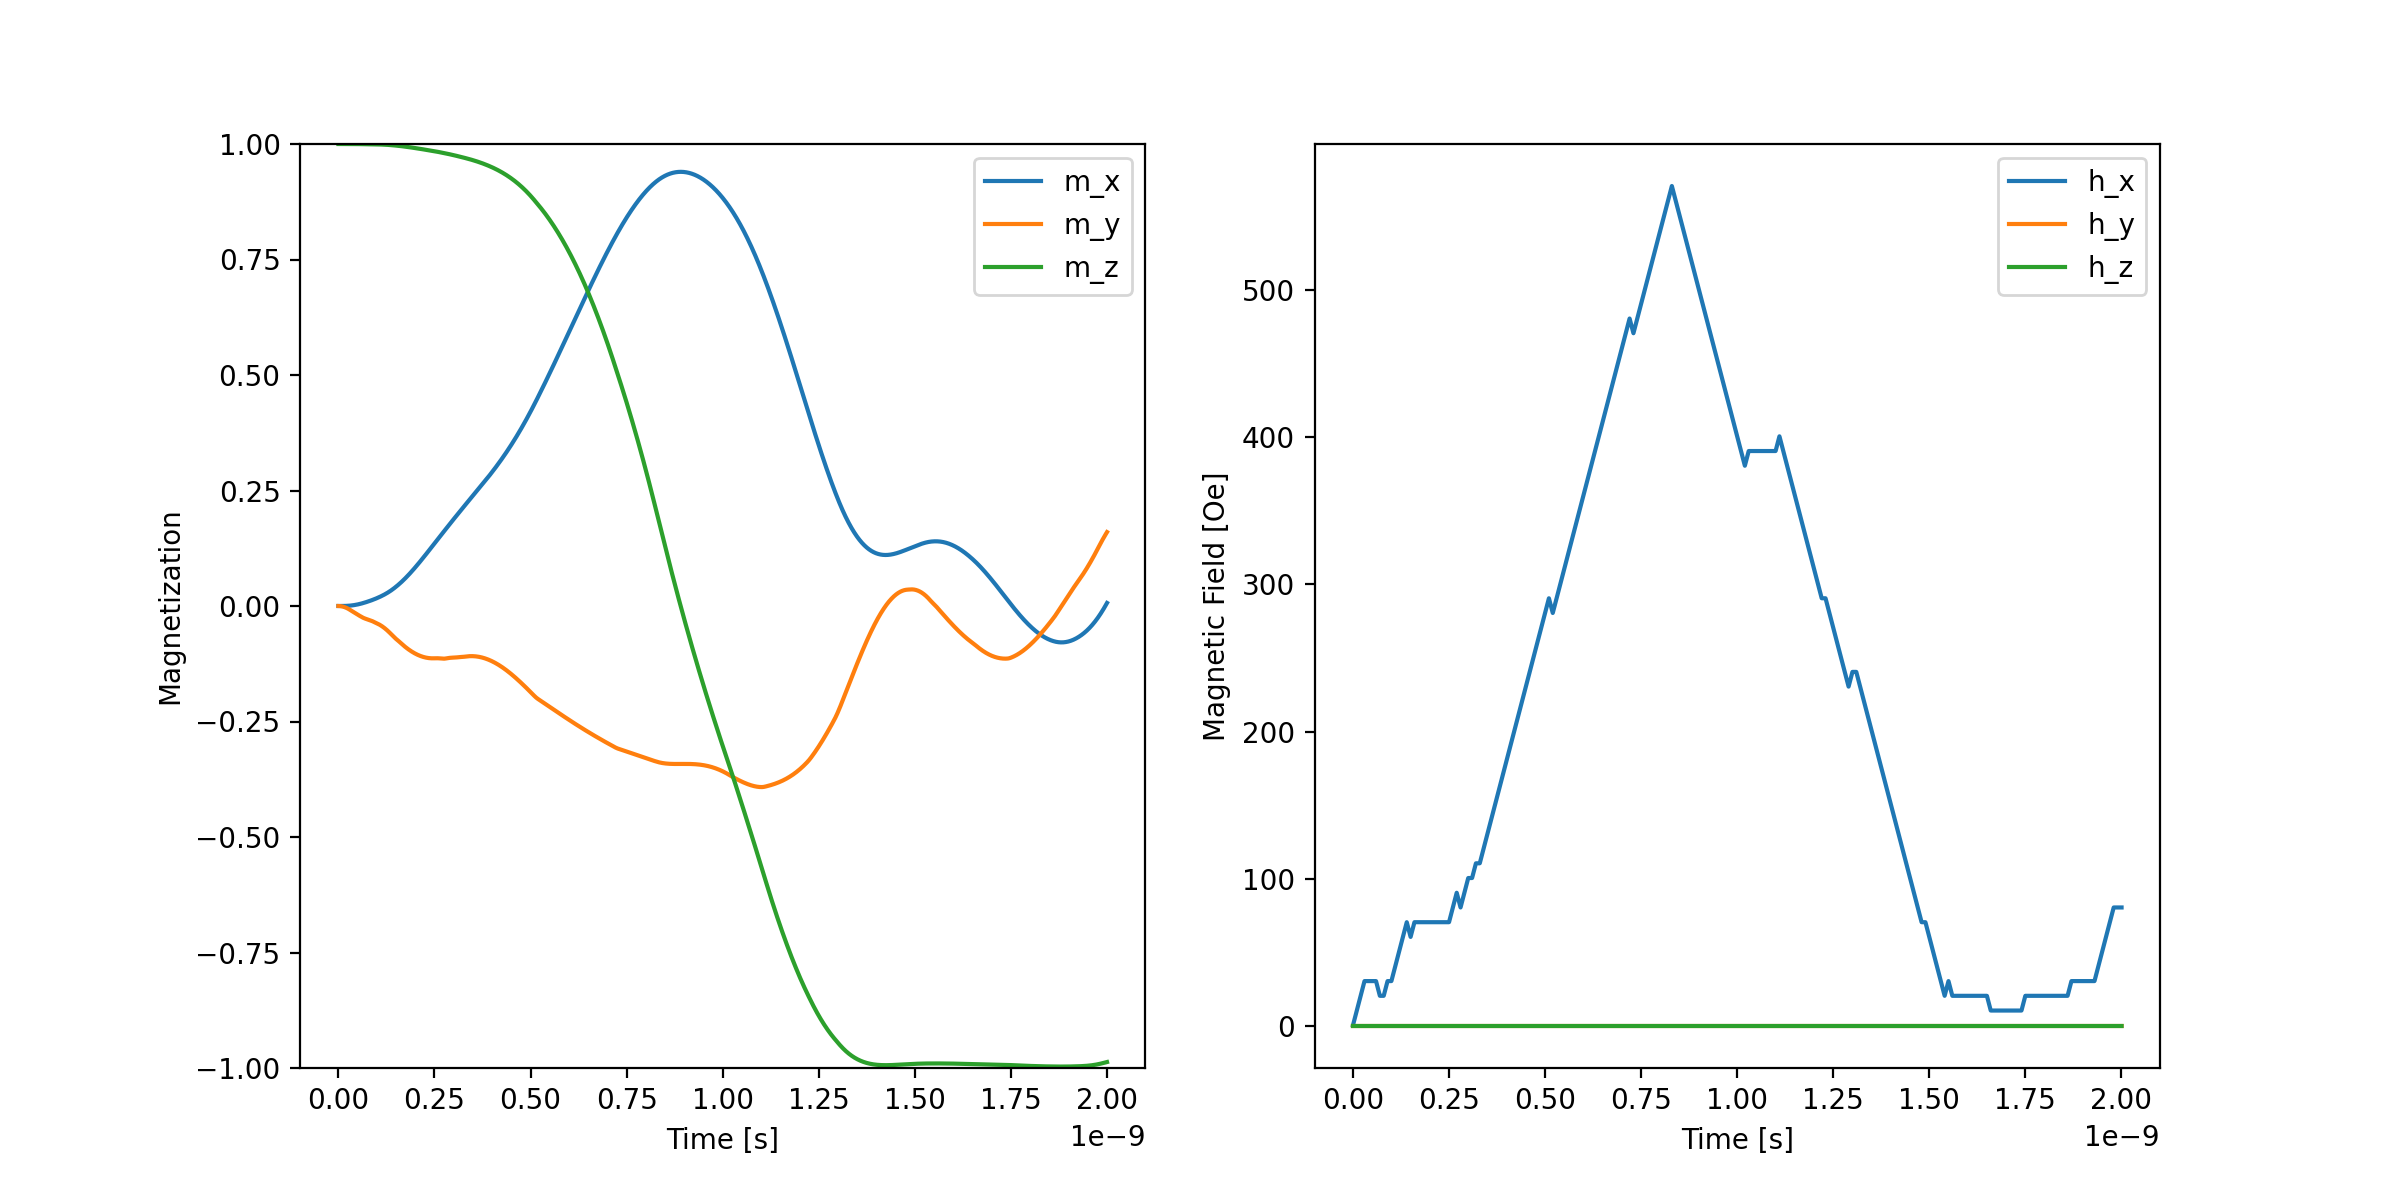 1.00
0.75
0.50
0.25
0.00
−0.25
−0.50
−0.75
−1.00
Magnetization
m_x
m_y
m_z
0.00 0.25 0.50 0.75 1.00 1.25 1.50 1.75 2.00
Time [s]
1e−9
500
400
300
200
100
0
Magnetic Field [Oe]
h_x
h_y
h_z
0.00 0.25 0.50 0.75 1.00 1.25 1.50 1.75 2.00
Time [s]
1e−9